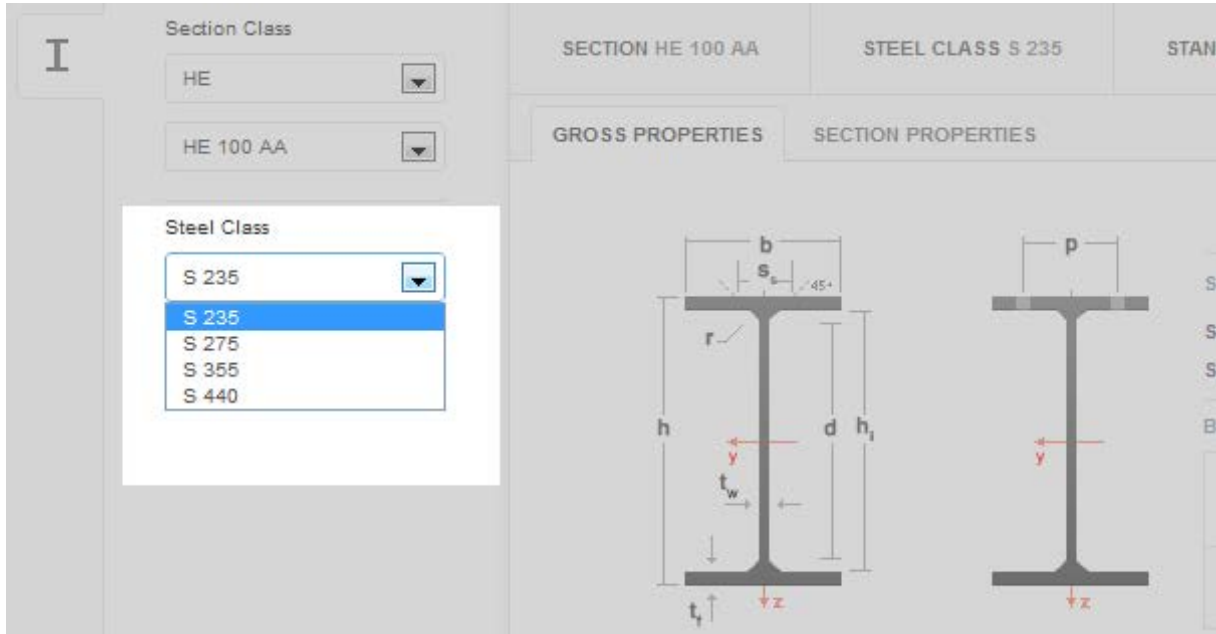 Section Class
HE
HE 100 AA
Steel Class
S 235
S 235
S 275
S 355
S 440
SECTION HE 100 AA
STEEL CLASS S 235
STAN
GROSS PROPERTIES
SECTION PROPERTIES
b
s
45°
r
h
d
h
y
t w
t f
z
p
y
z
S
S
S
B